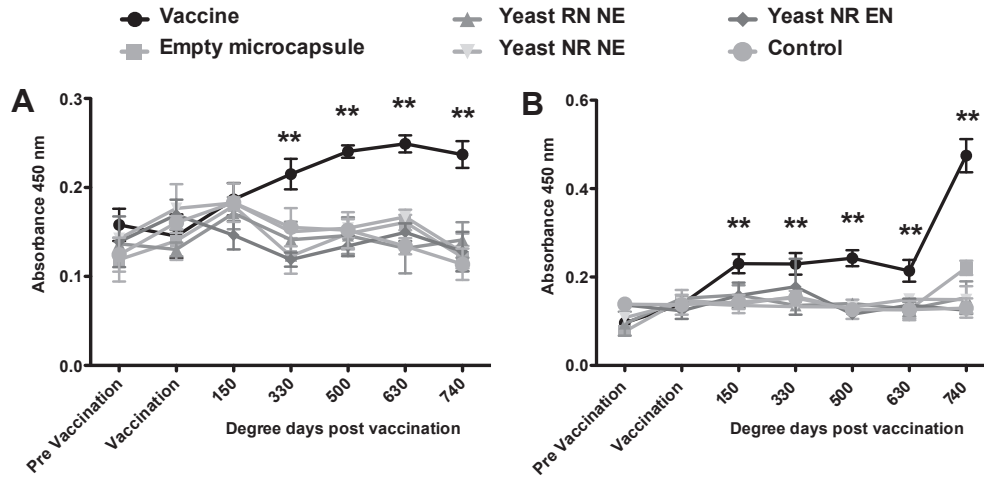 Vaccine
Yeast RN NE
Yeast NR EN
Empty microcapsule
Yeast NR NE
Control
A
0.3
0.2
0.1
0.0
Absorbance 450 nm
** ** ** **
Pre Vaccination
Vaccination
150
330
500
630
740
Degree days post vaccination
B
0.6
0.4
0.2
0.0
Absorbance 450 nm
** ** ** ** **
Pre Vaccination
Vaccination
150
330
500
630
740
Degree days post vaccination